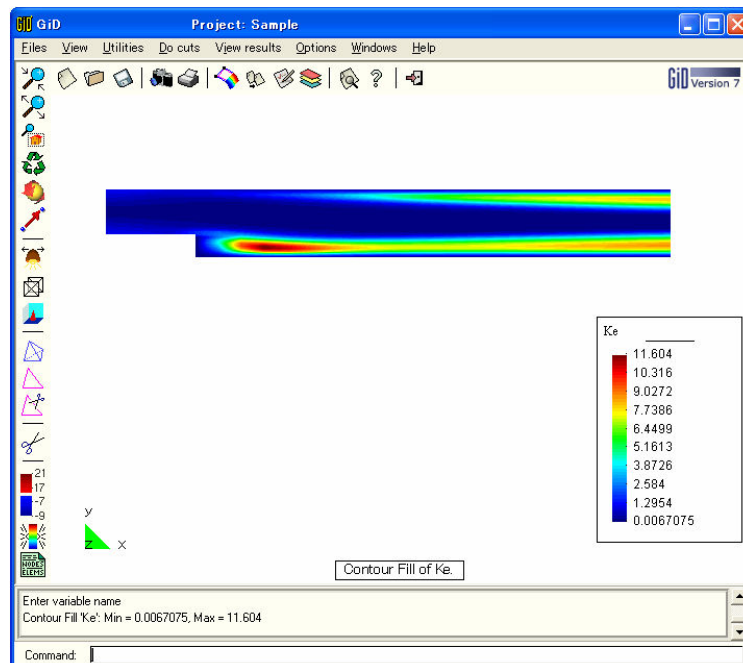 GiD GiD Project: Sample
Files View Utilities Do cuts View results Options Windows Help
GiD Version 7
Ke
11.604
10.316
9.0272
7.7386
6.4499
5.1613
3.8726
2.584
1.2954
0.0067075
21
17
-7
-9
NODES
ELEMS
y
z x
Contour Fill of Ke.
Enter variable name
Contour Fill 'Ke': Min = 0.0067075, Max = 11.604
Command: